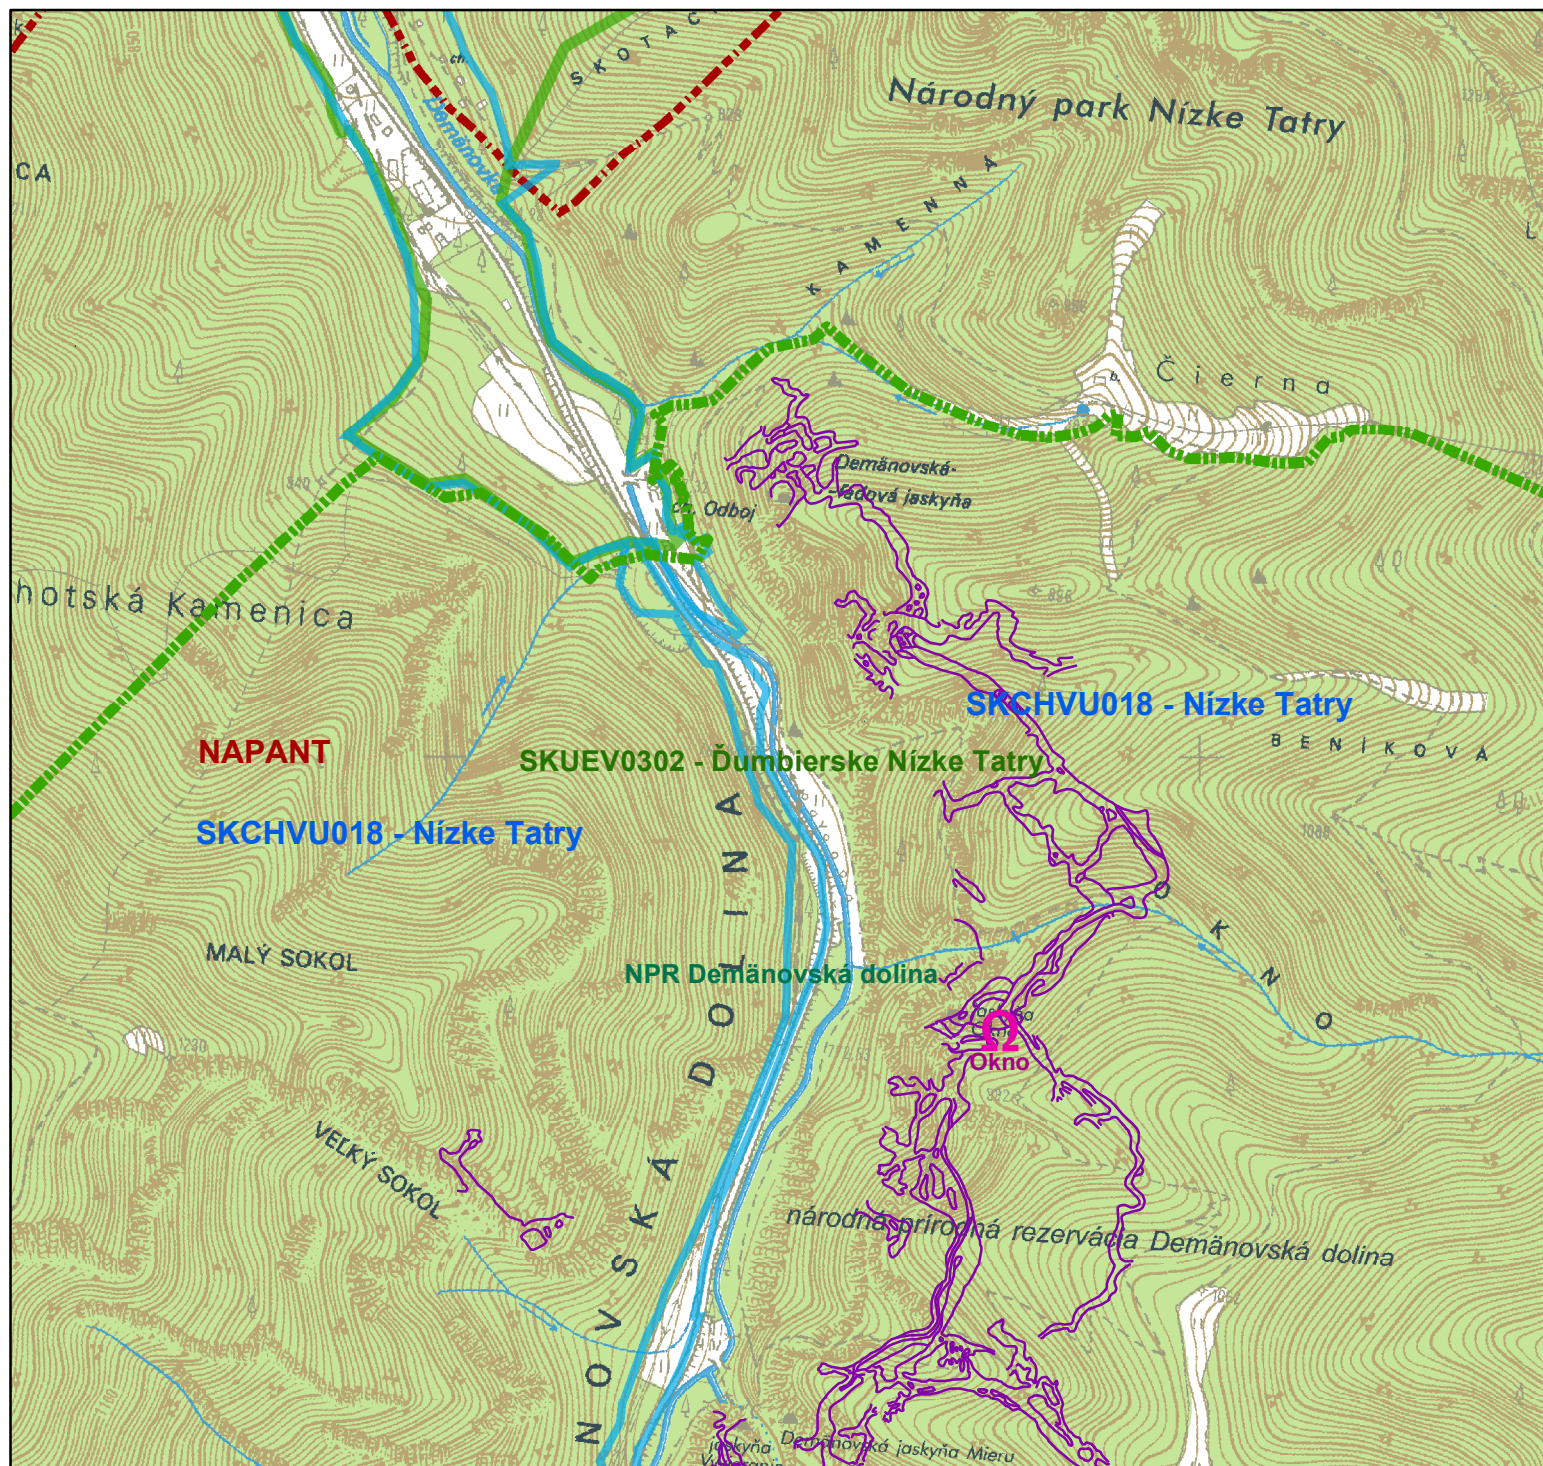 Národný park Nízke Tatry
ch.
Demänovka
CA
KAMENNÁ
Čierna
b.
Demänovská-
-ľadová jaskyňa
ch. Odboj
hotská Kamenica
SKCHVU018 - Nízke Tatry
BENÍKOVÁ
NAPANT
SKUEV0302 - Ďumbierske Nízke Tatry
SKCHVU018 - Nízke Tatry
OKNO
MALÝ SOKOL
NPR Demänovská dolina
Ω
Okno
VEĽKÝ SOKOL
NOVSKÁ DOLINA
národná prírodná rezervácia Demänovská dolina
jaskyňa
Demänovská jaskyňa Mieru